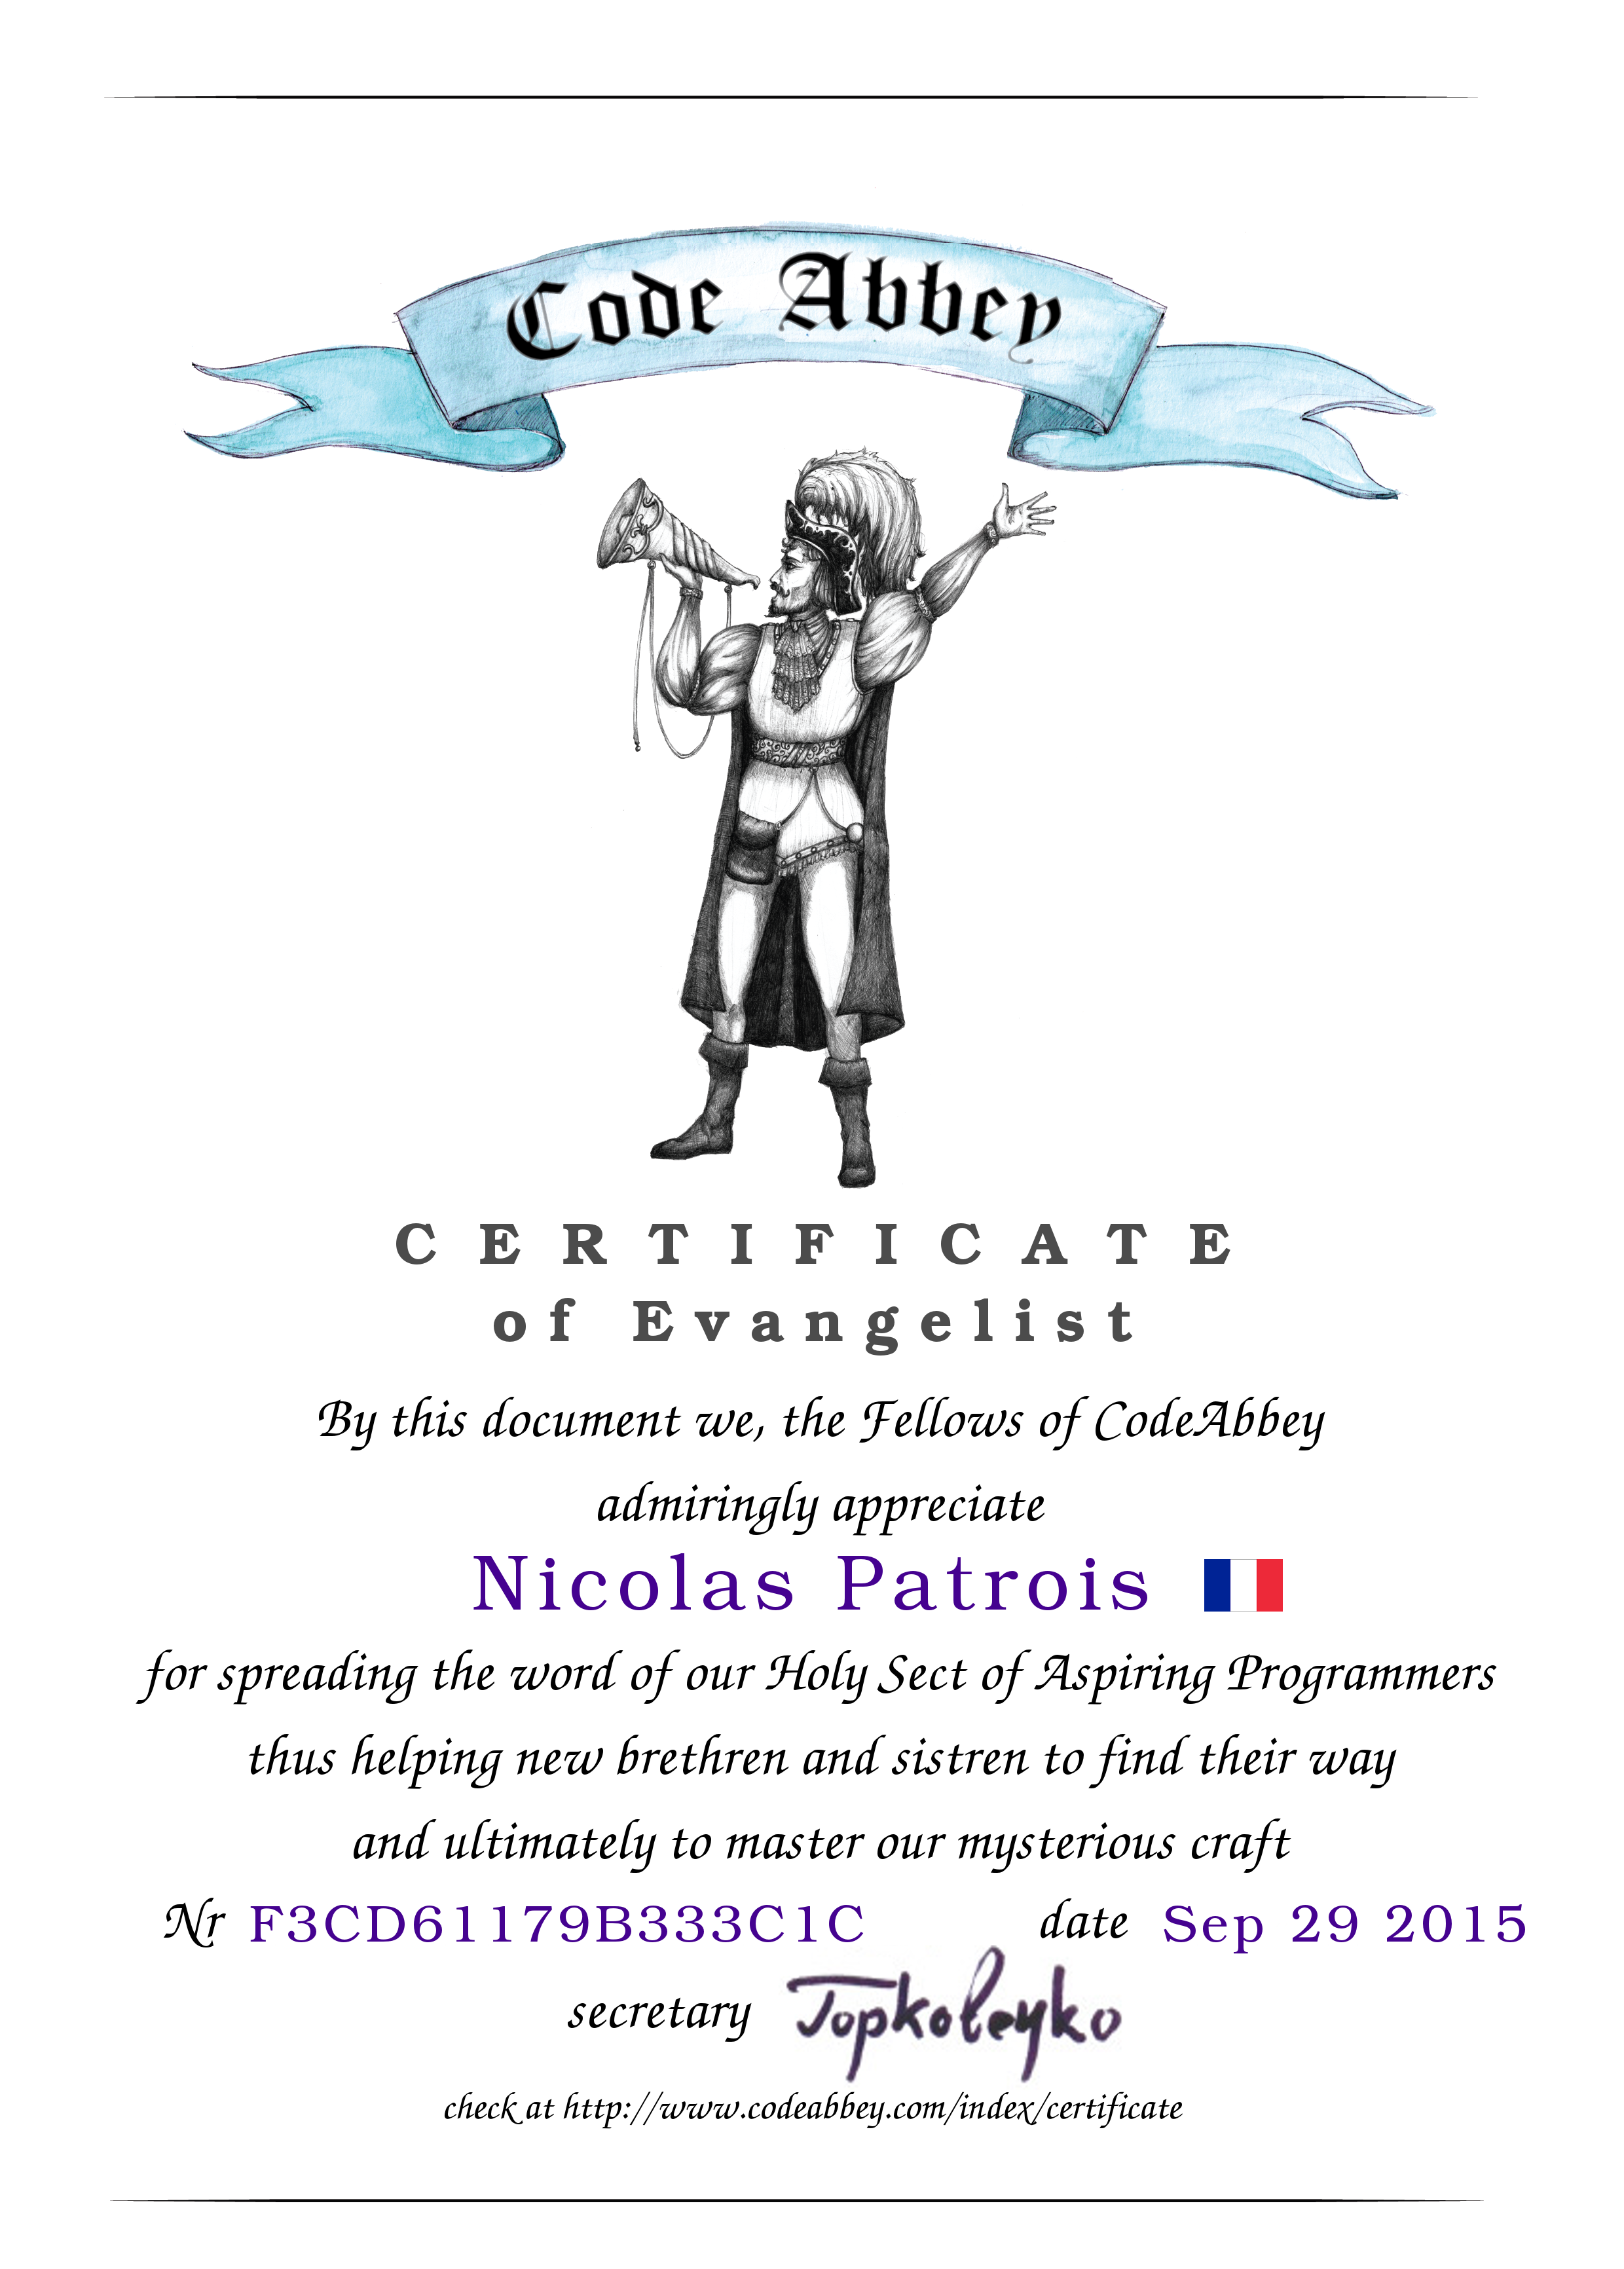 Code Abbey
CERTIFICATE
of Evangelist
By this document we, the Fellows of CodeAbbey
admiringly appreciate
Nicolas Patrois
for spreading the word of our Holy Sect of Aspiring Programmers
thus helping new brethren and sistren to find their way
and ultimately to master our mysterious craft
Nr F3CD61179B333C1C date Sep 29 2015
secretary
check at http://www.codeabbey.com/index/certificate